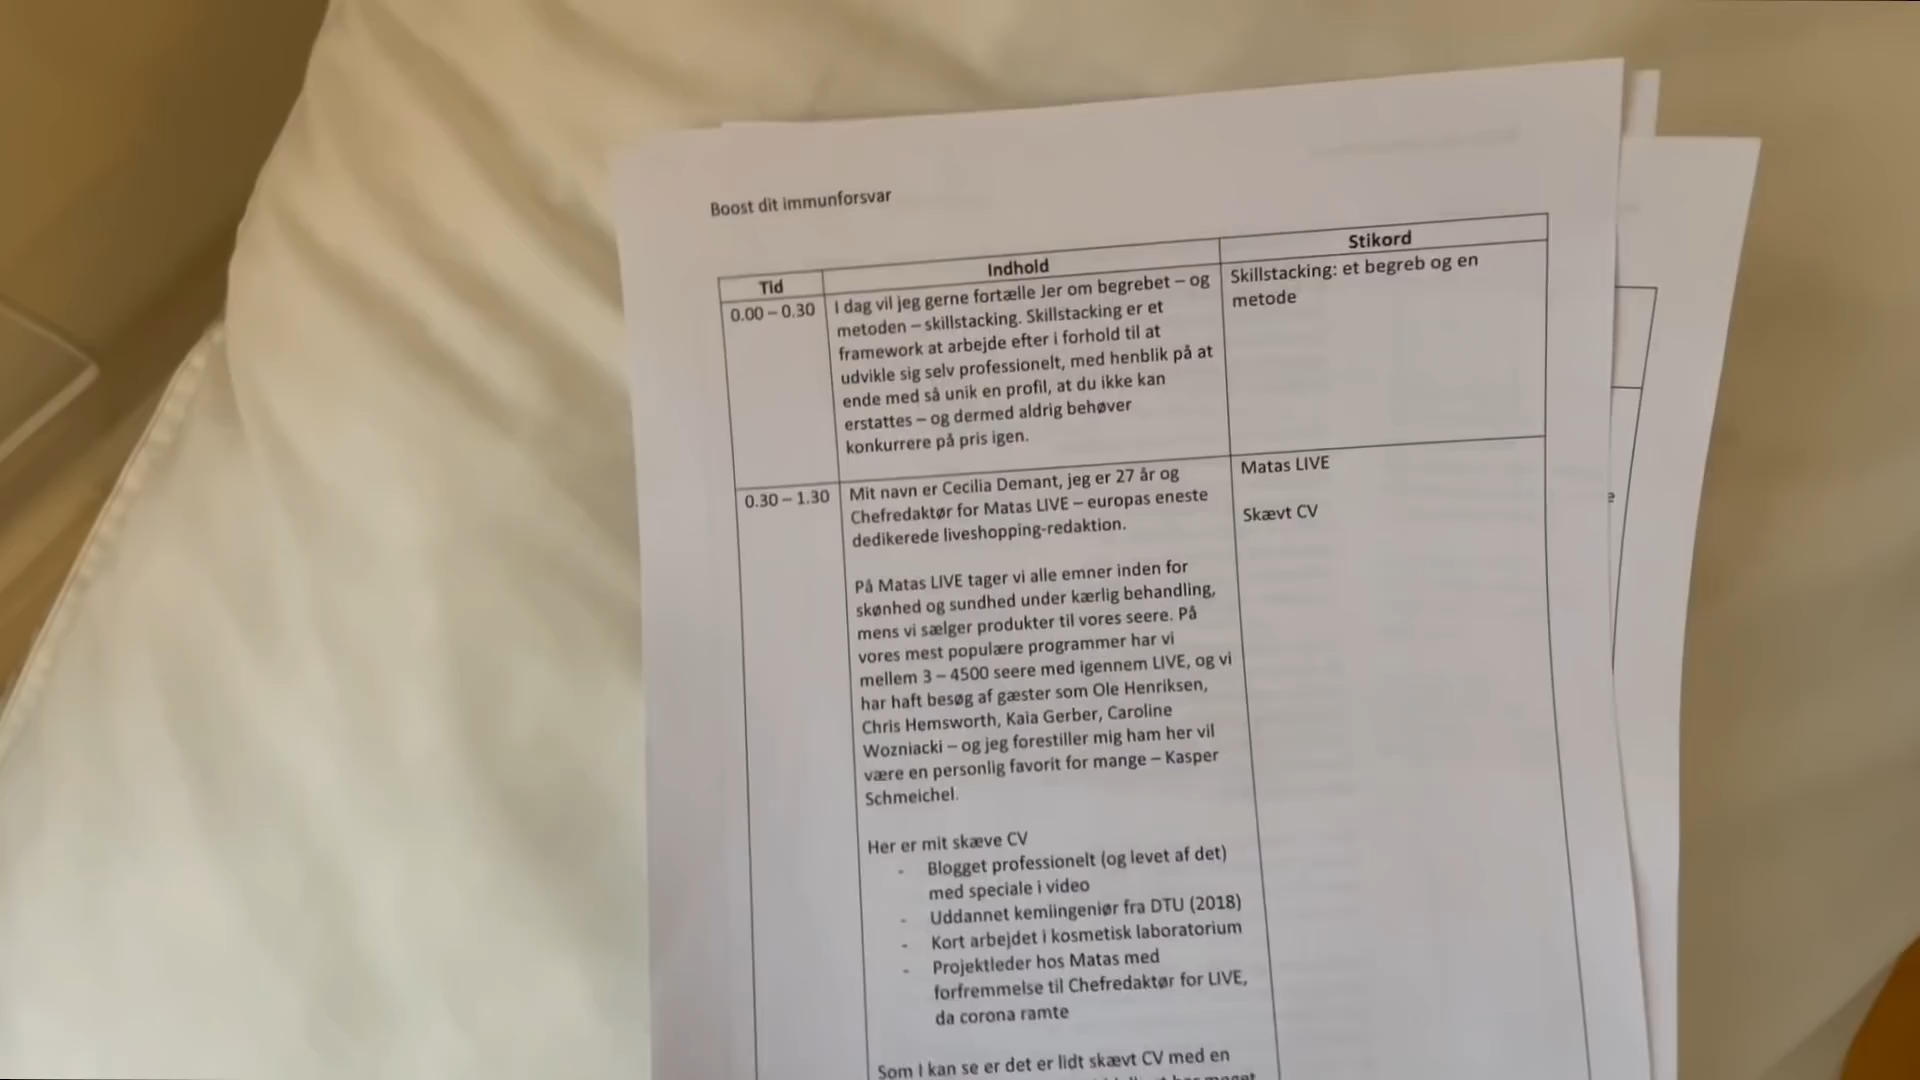 Boost dit immunforsvar
Tid
Indhold
Stikord
0.00 – 0.30
I dag vil jeg gerne fortælle Jer om begrebet – og
metoden – skillstacking. Skillstacking er et
framework at arbejde efter i forhold til at
udvikle sig selv professionelt, med henblik på at
ende med så unik en profil, at du ikke kan
erstattes – og dermed aldrig behøver
konkurrere på pris igen.
Skillstacking: et begreb og en
metode
0.30 – 1.30
Mit navn er Cecilia Demant, jeg er 27 år og
Chefredaktør for Matas LIVE – europas eneste
dedikerede liveshopping-redaktion.
På Matas LIVE tager vi alle emner inden for
skønhed og sundhed under kærlig behandling,
mens vi sælger produkter til vores seere. På
vores mest populære programmer har vi
mellem 3 – 4500 seere med igennem LIVE, og vi
har haft besøg af gæster som Ole Henriksen,
Chris Hemsworth, Kaia Gerber, Caroline
Wozniacki – og jeg forestiller mig ham her vil
være en personlig favorit for mange – Kasper
Schmeichel.
Her er mit skæve CV
- Blogget professionelt (og levet af det)
med speciale i video
- Uddannet kemiingeniør fra DTU (2018)
- Kort arbejdet i kosmetisk laboratorium
- Projektleder hos Matas med
forfremmelse til Chefredaktør for LIVE,
da corona ramte
Som I kan se er det er lidt skævt CV med en
Matas LIVE
Skævt CV